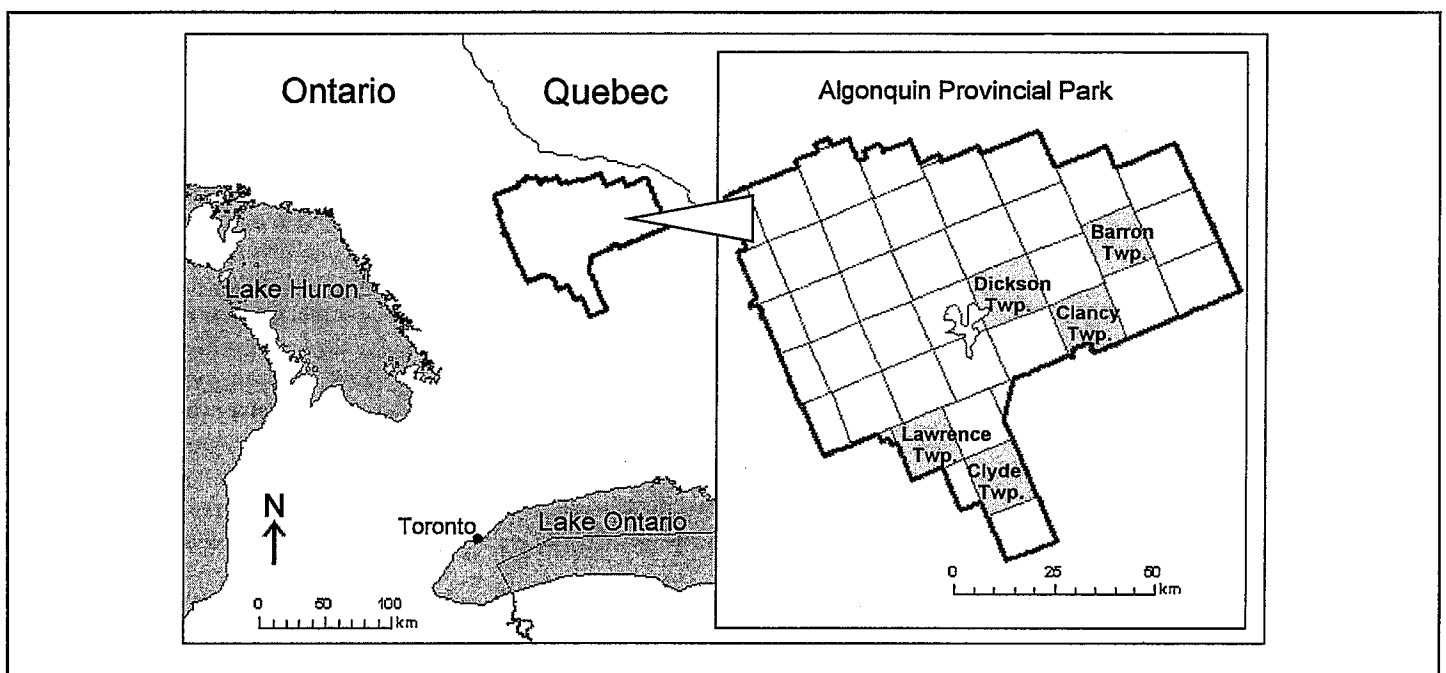 Ontario
Quebec
Algonquin Provincial Park
Barron
Twp.
Dickson
Twp.
Clancy
Twp.
Lake Huron
Lawrence
Twp.
Clyde
Twp.
N
Toronto
Lake Ontario
0 25 50
km
0 50 100
km